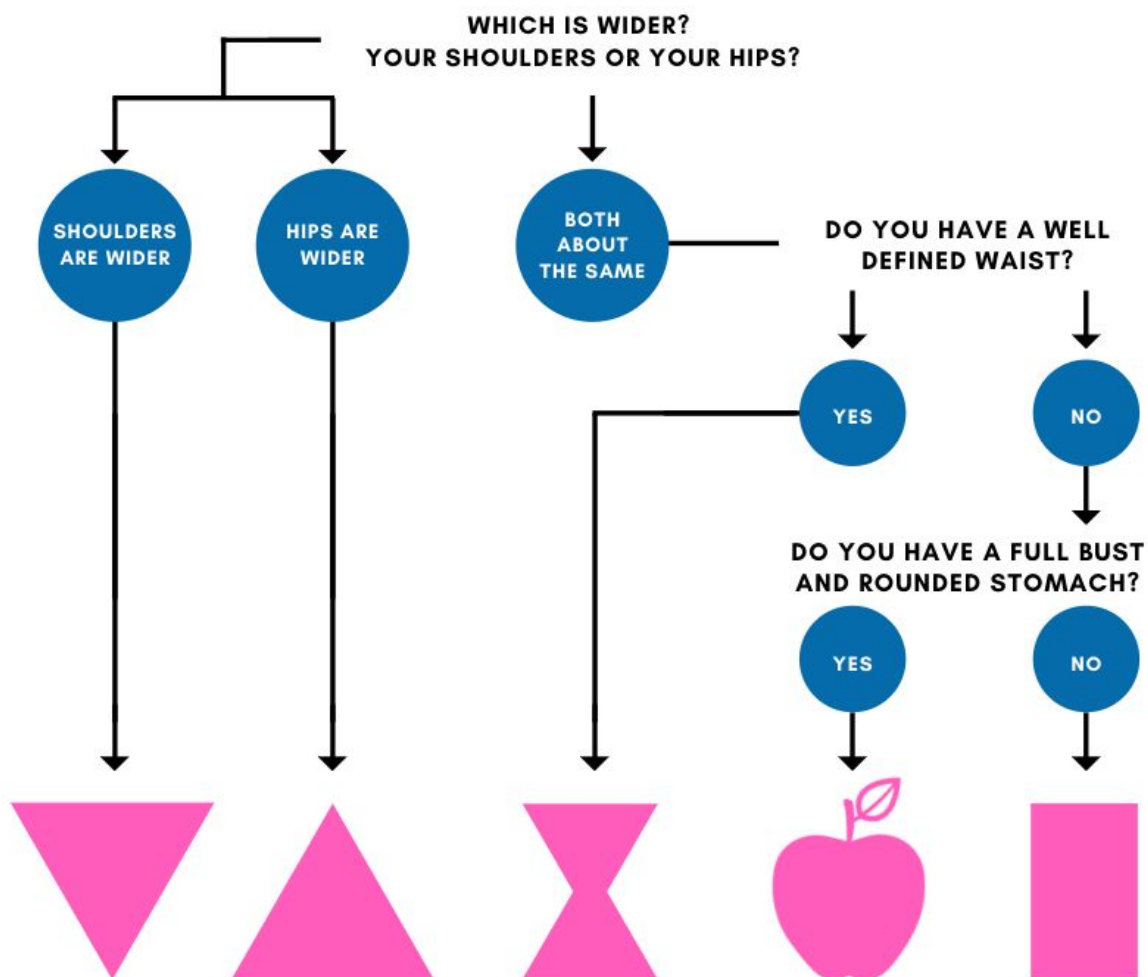 WHICH IS WIDER?
YOUR SHOULDERS OR YOUR HIPS?
SHOULDERS
ARE WIDER
HIPS ARE
WIDER
BOTH
ABOUT
THE SAME
DO YOU HAVE A WELL
DEFINED WAIST?
YES
NO
DO YOU HAVE A FULL BUST
AND ROUNDED STOMACH?
YES
NO